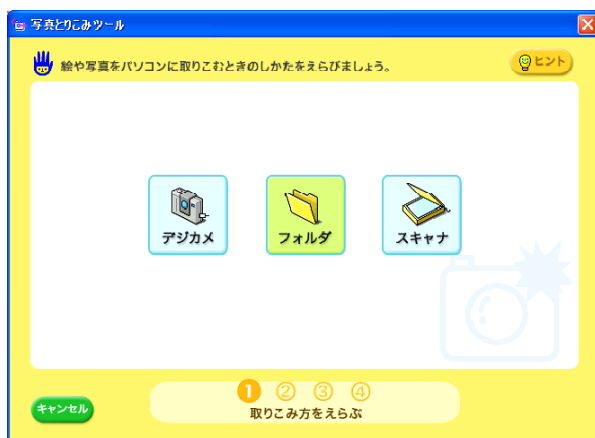 写真とりこみツール
絵や写真をパソコンに取りこむときのしかたをえらびましょう。
ヒント
デジカメ
フォルダ
スキャナ
1 2 3 4
キャンセル
取りこみ方をえらぶ